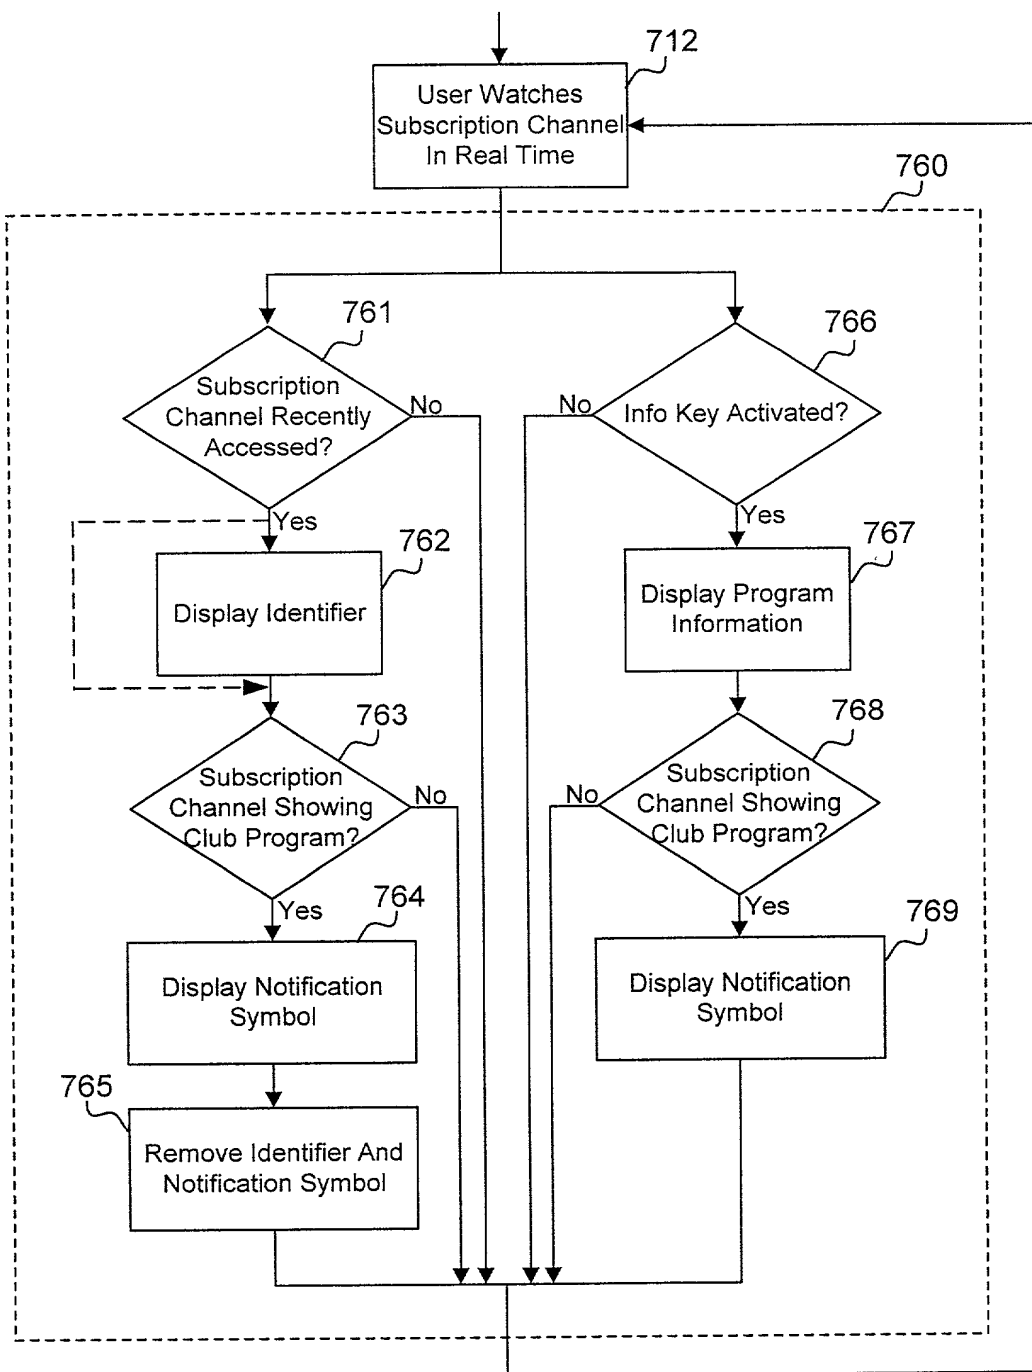 712
User Watches
Subscription Channel
In Real Time
760
761
Subscription
Channel Recently
Accessed?
No
Yes
766
Info Key Activated?
No
Yes
762
Display Identifier
767
Display Program
Information
763
Subscription
Channel Showing
Club Program?
No
Yes
768
Subscription
Channel Showing
Club Program?
No
Yes
764
Display Notification
Symbol
769
Display Notification
Symbol
765
Remove Identifier And
Notification Symbol